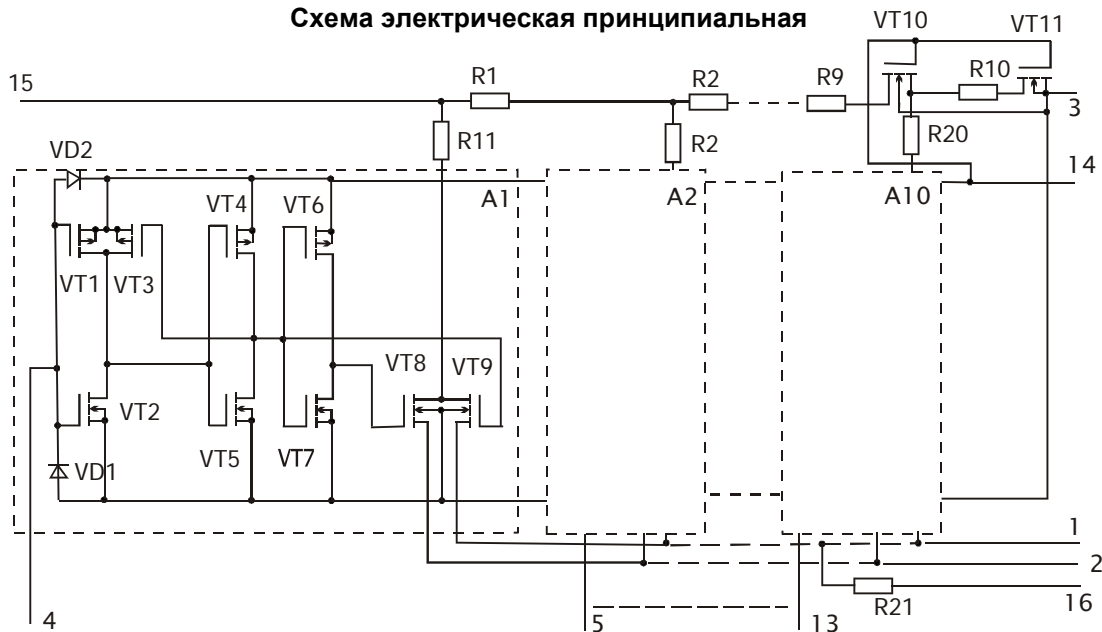 Схема электрическая принципиальная
VT10
VT11
15
R1
R2
R9
R10
3
R11
R2
R20
VD2
14
A1
A2
A10
VT4
VT6
VT1
VT3
VT8
VT9
VT2
VD1
VT5
VT7
1
2
R21
16
4
5
13